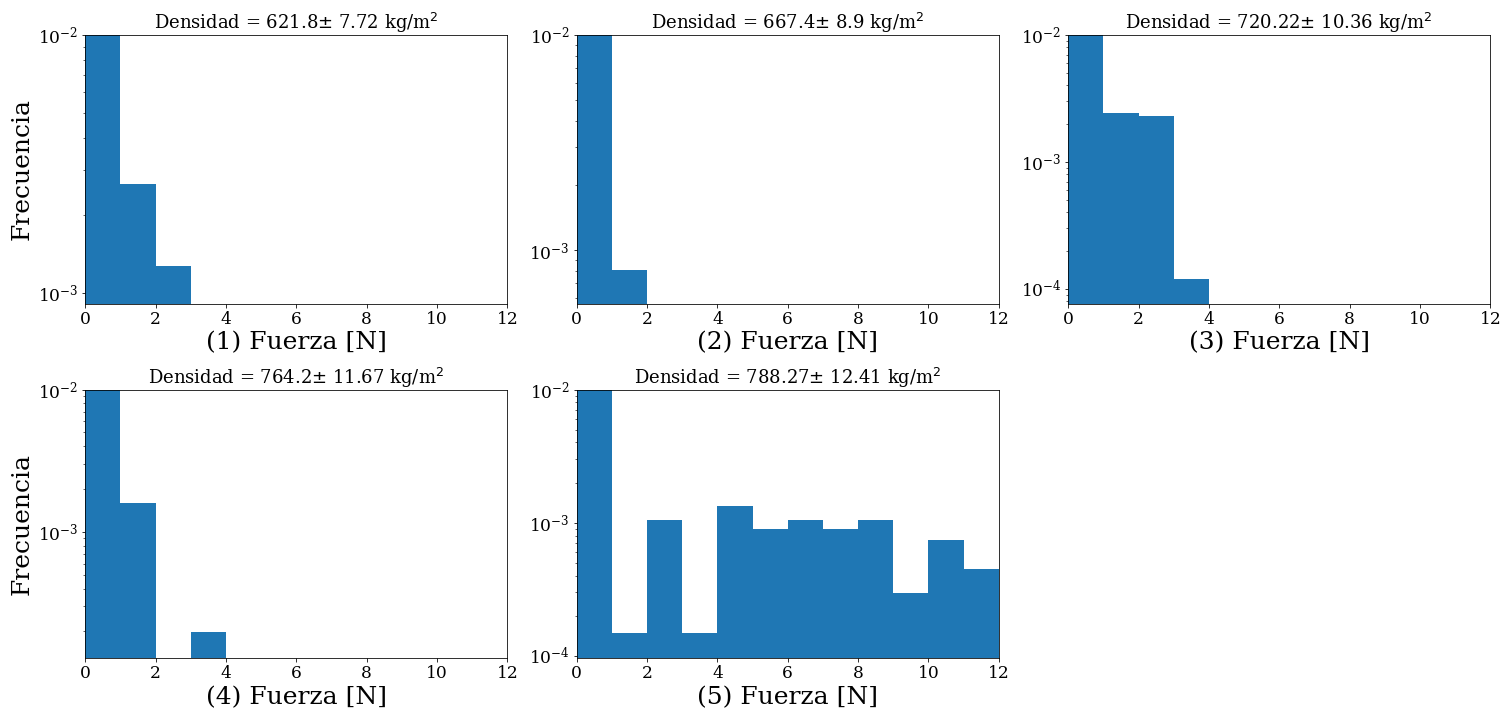 Densidad = 621.8± 7.72 kg/m²
Densidad = 667.4± 8.9 kg/m²
Densidad = 720.22± 10.36 kg/m²
Frecuencia
10⁻²
10⁻³
0 2 4 6 8 10 12
(1) Fuerza [N]
10⁻²
10⁻³
0 2 4 6 8 10 12
(2) Fuerza [N]
10⁻²
10⁻³
10⁻⁴
0 2 4 6 8 10 12
(3) Fuerza [N]
Densidad = 764.2± 11.67 kg/m²
Densidad = 788.27± 12.41 kg/m²
Frecuencia
10⁻²
10⁻³
0 2 4 6 8 10 12
(4) Fuerza [N]
10⁻²
10⁻³
10⁻⁴
0 2 4 6 8 10 12
(5) Fuerza [N]